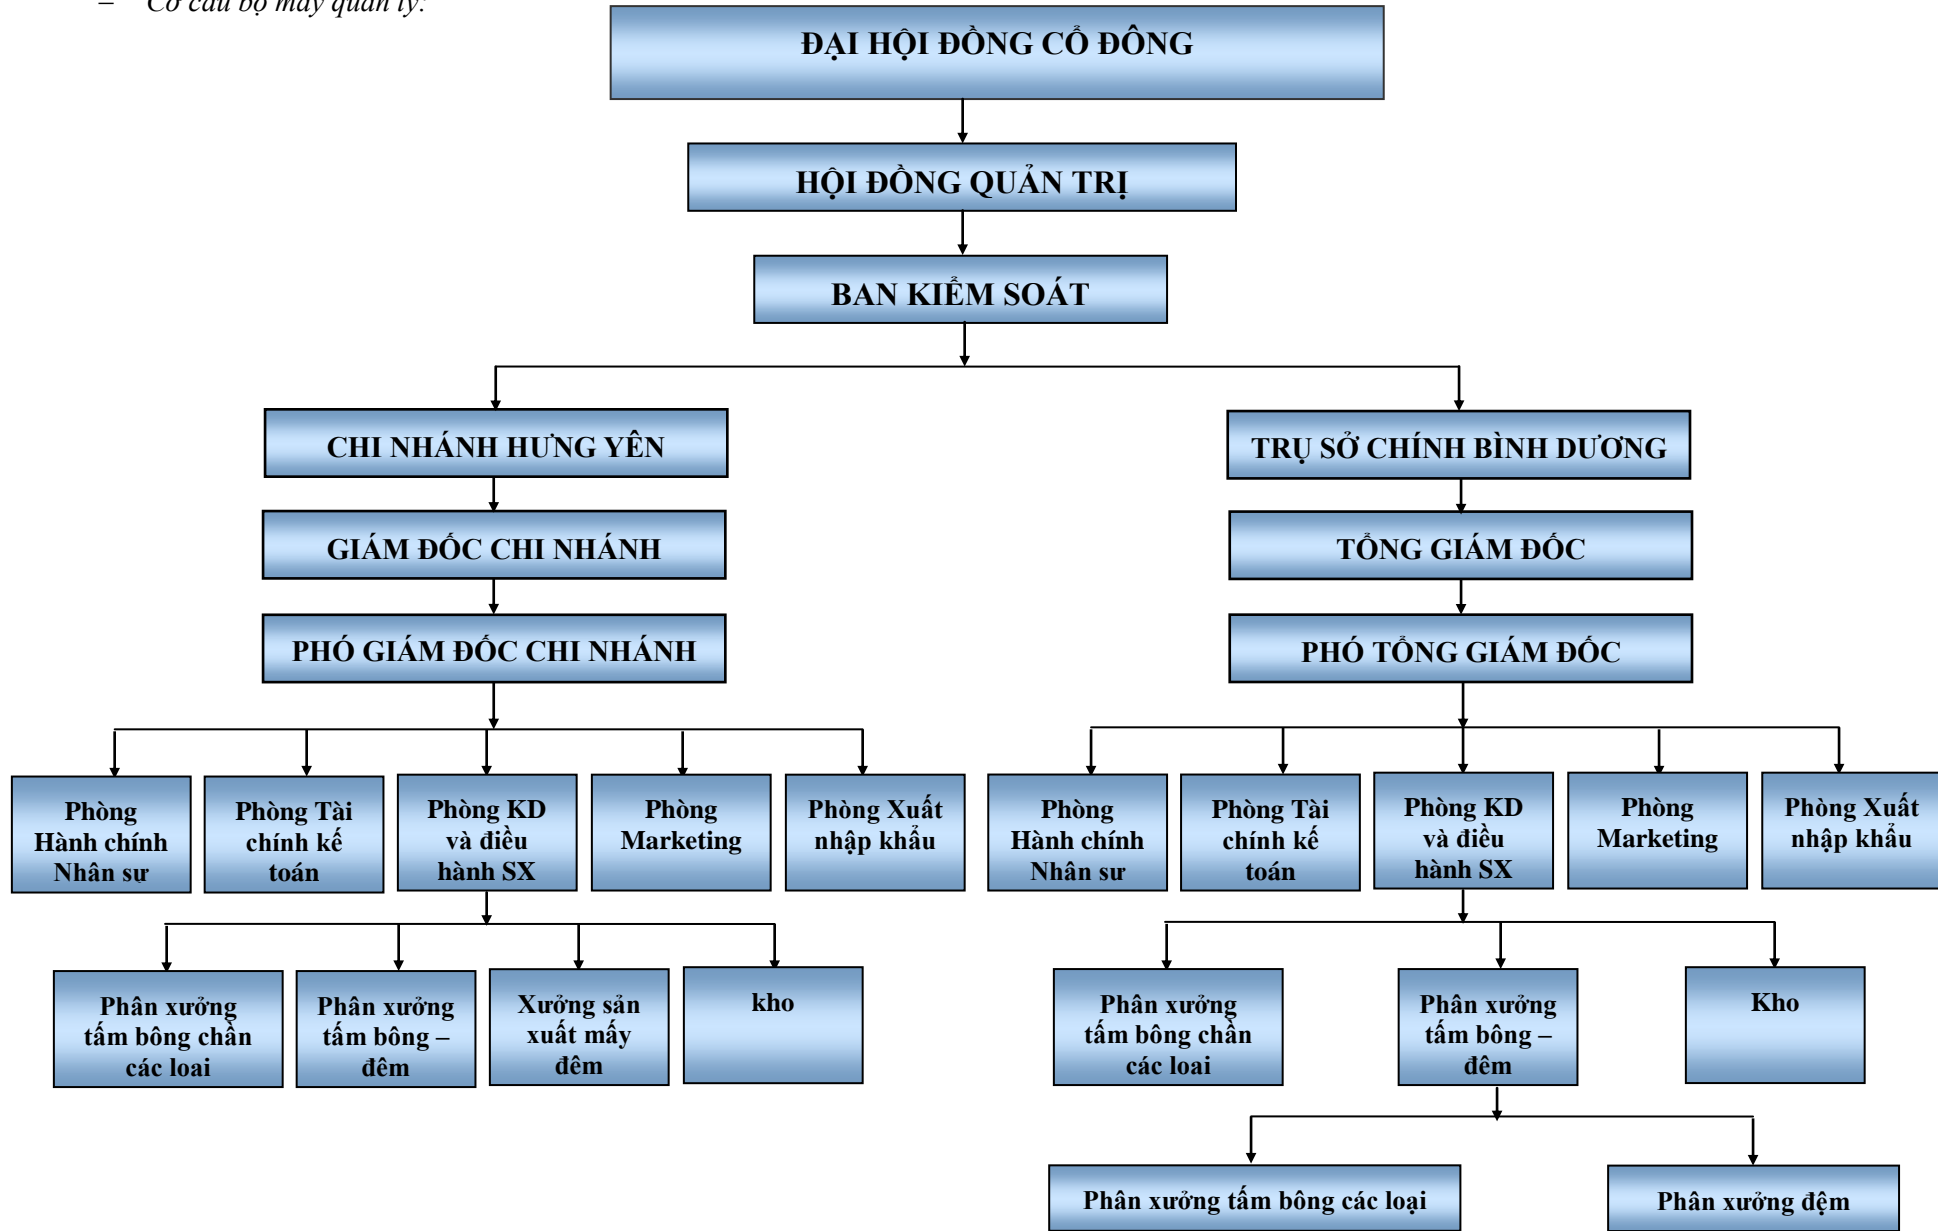 – Cơ cấu bộ máy quản lý:
ĐẠI HỘI ĐỒNG CỔ ĐÔNG
HỘI ĐỒNG QUẢN TRỊ
BAN KIỂM SOÁT
CHI NHÁNH HƯNG YÊN
TRỤ SỞ CHÍNH BÌNH DƯƠNG
GIÁM ĐỐC CHI NHÁNH
TỔNG GIÁM ĐỐC
PHÓ GIÁM ĐỐC CHI NHÁNH
PHÓ TỔNG GIÁM ĐỐC
Phòng
Hành chính
Nhân sự
Phòng Tài
chính kế
toán
Phòng KD
và điều
hành SX
Phòng
Marketing
Phòng Xuất
nhập khẩu
Phòng
Hành chính
Nhân sự
Phòng Tài
chính kế
toán
Phòng KD
và điều
hành SX
Phòng
Marketing
Phòng Xuất
nhập khẩu
Phân xưởng
tấm bông chần
các loại
Phân xưởng
tấm bông –
đệm
Xưởng sản
xuất mấy
đệm
kho
Phân xưởng
tấm bông chần
các loại
Phân xưởng
tấm bông –
đệm
Kho
Phân xưởng tấm bông các loại
Phân xưởng đệm